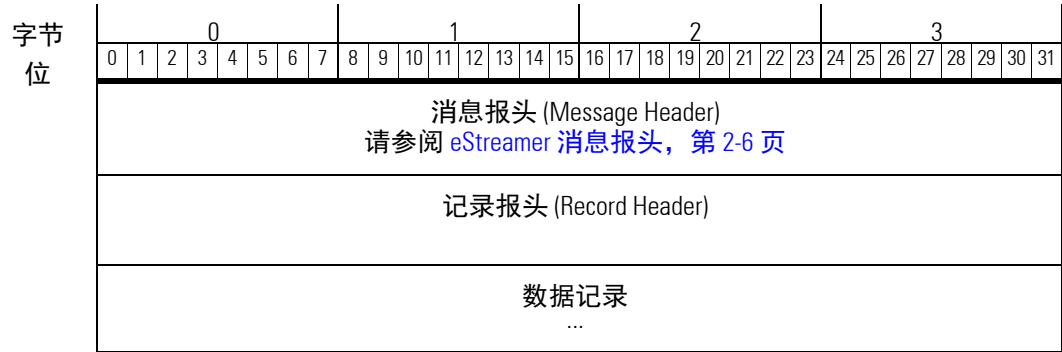 字节 0 1 2 3
位 0 1 2 3 4 5 6 7 8 9 10 11 12 13 14 15 16 17 18 19 20 21 22 23 24 25 26 27 28 29 30 31
消息报头 (Message Header)
请参阅 eStreamer 消息报头，第 2-6 页
记录报头 (Record Header)
数据记录
...